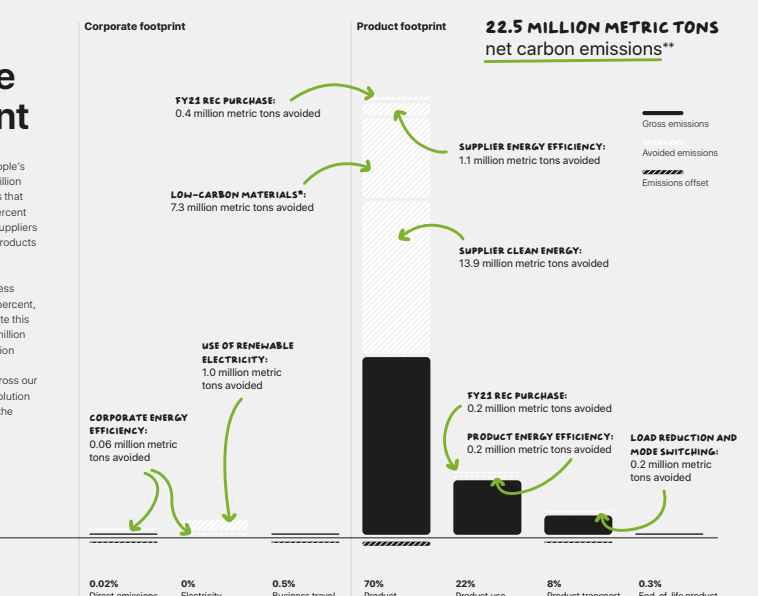 Corporate footprint
Product footprint
22.5 MILLION METRIC TONS
net carbon emissions**
FY21 REC PURCHASE:
0.4 million metric tons avoided
Gross emissions
Avoided emissions
Emissions offset
SUPPLIER ENERGY EFFICIENCY:
1.1 million metric tons avoided
LOW-CARBON MATERIALS*:
7.3 million metric tons avoided
SUPPLIER CLEAN ENERGY:
13.9 million metric tons avoided
USE OF RENEWABLE
ELECTRICITY:
1.0 million metric
tons avoided
CORPORATE ENERGY
EFFICIENCY:
0.06 million metric
tons avoided
FY21 REC PURCHASE:
0.2 million metric tons avoided
PRODUCT ENERGY EFFICIENCY:
0.2 million metric tons avoided
LOAD REDUCTION AND
MODE SWITCHING:
0.2 million metric
tons avoided
e
nt
pple's
illion
s that
ercent
uppliers
roducts
ess
percent,
te this
nillion
ion
ross our
olution
the
0.02%
Direct emissions
0%
Electricity
0.5%
Business travel
70%
Product
22%
Product use
8%
Product transport
0.3%
End-of-life product